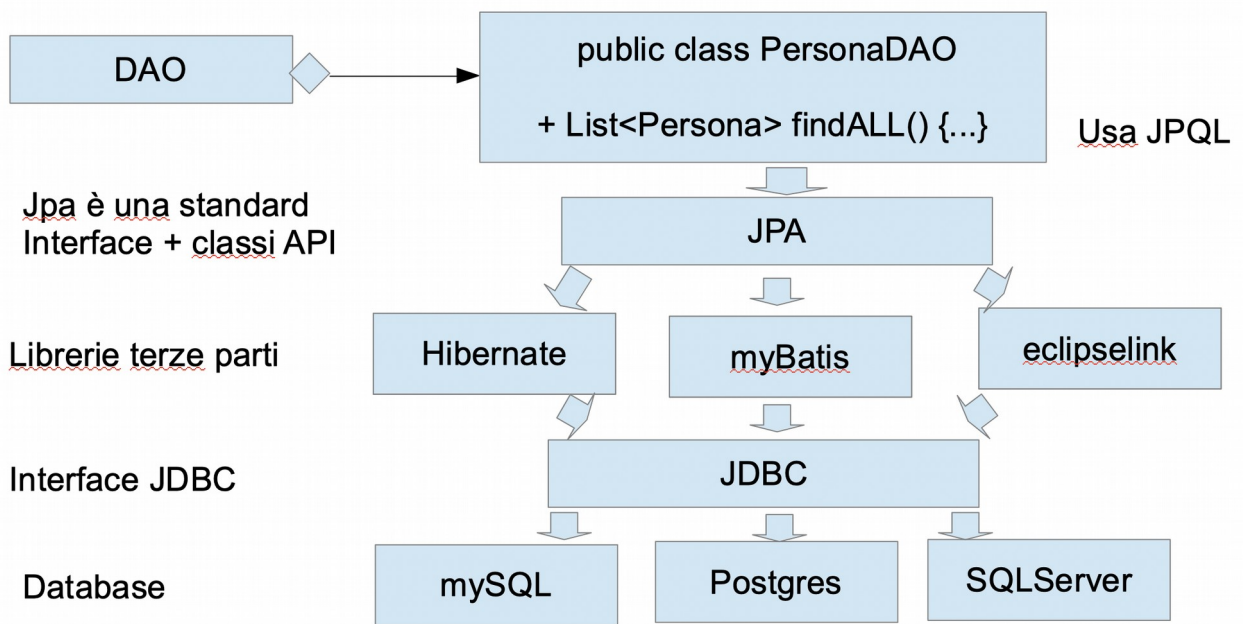 DAO
public class PersonaDAO
+ List<Persona> findALL() {...}
Usa JPQL
Jpa è una standard
Interface + classi API
JPA
Librerie terze parti
Hibernate
myBatis
eclipselink
Interface JDBC
JDBC
Database
mySQL
Postgres
SQLServer